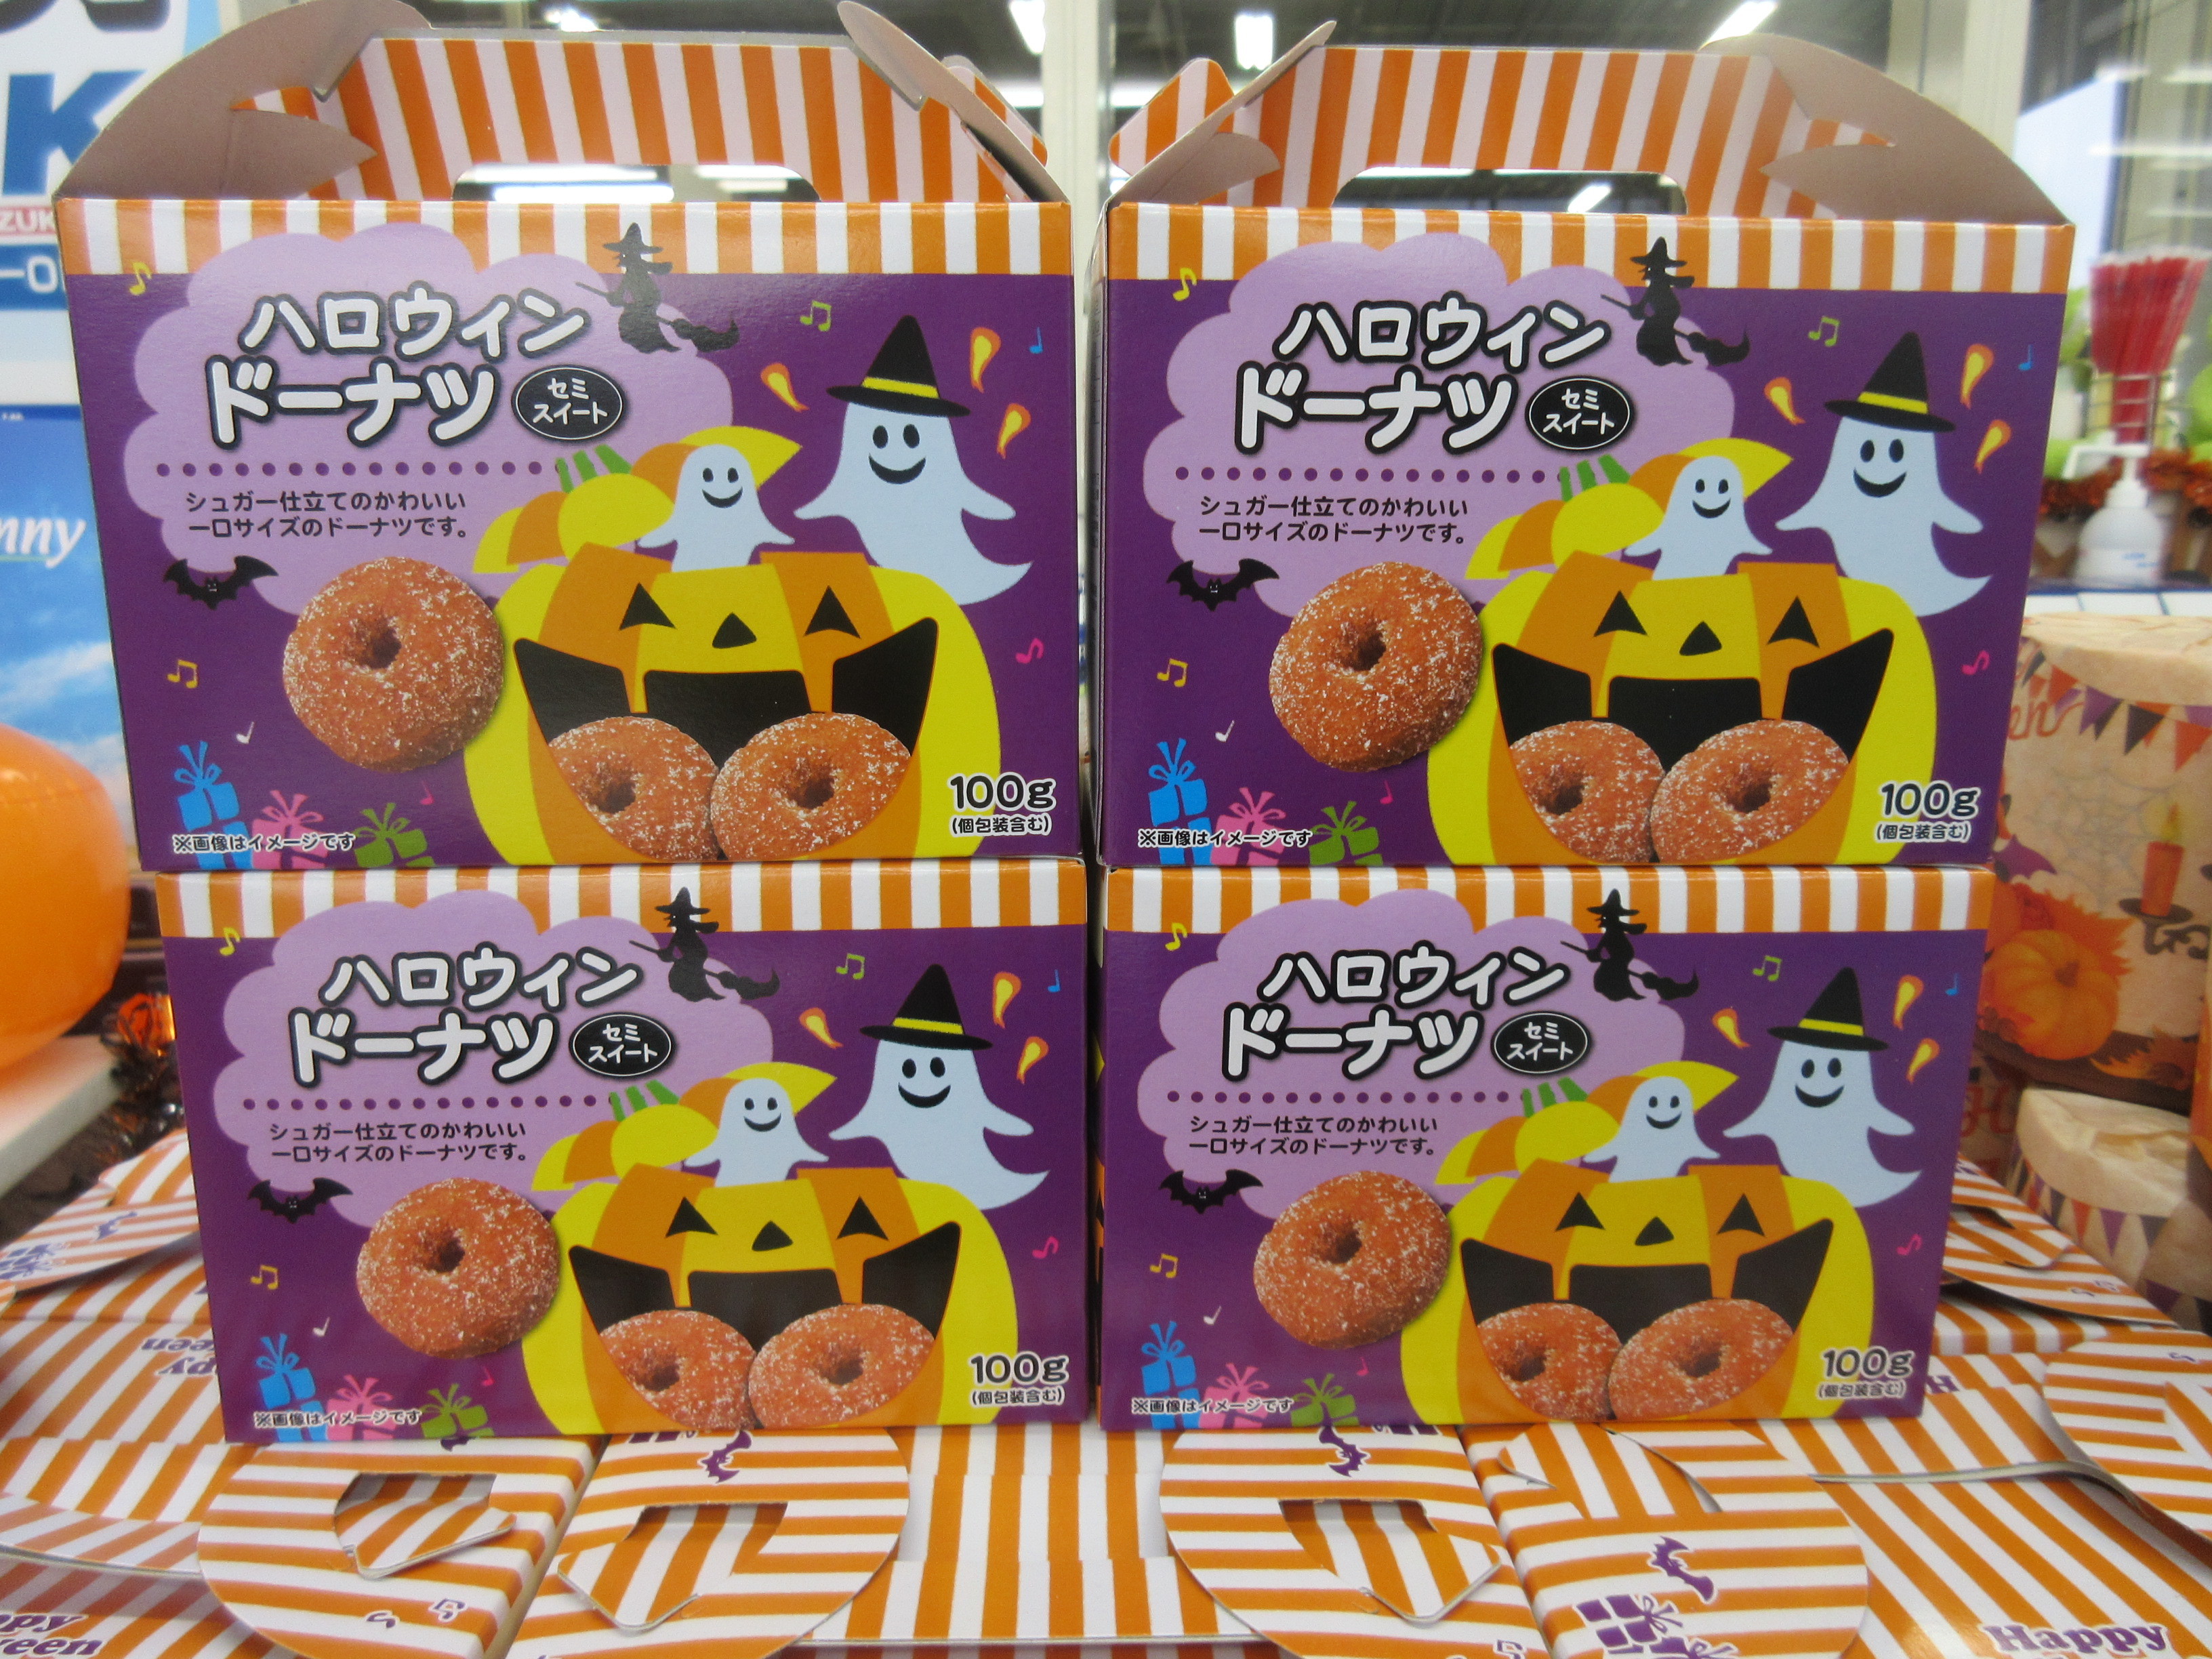 K
ZUK
nny
ハロウィン
ドーナツ
セミ
スイート
シュガー仕立てのかわいい
一口サイズのドーナツです。
100g
(個包装含む)
※画像はイメージです
ハロウィン
ドーナツ
セミ
スイート
シュガー仕立てのかわいい
一口サイズのドーナツです。
100g
(個包装含む)
※画像はイメージです
ハロウィン
ドーナツ
セミ
スイート
シュガー仕立てのかわいい
一口サイズのドーナツです。
100g
(個包装含む)
※画像はイメージです
ハロウィン
ドーナツ
セミ
スイート
シュガー仕立てのかわいい
一口サイズのドーナツです。
100g
(個包装含む)
※画像はイメージです
ppy
een
Happy